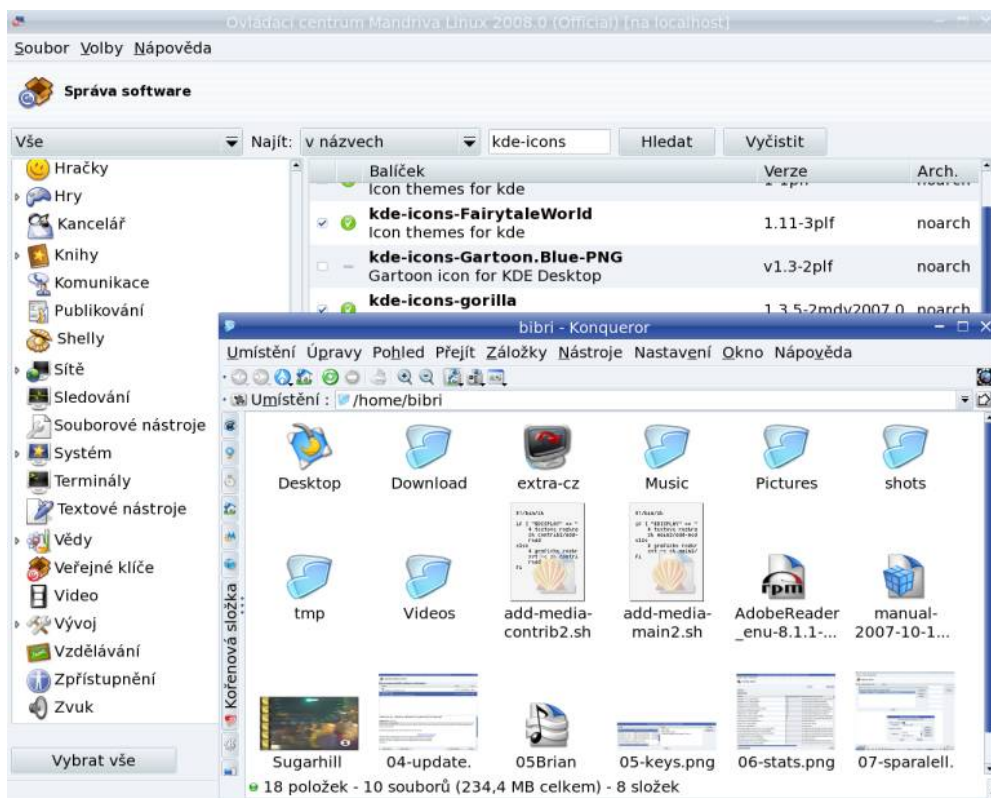 Ovládací centrum Mandriva Linux 2008.0 (Official) [na localhost]
Soubor Volby Nápověda
Správa software
Vše
Najít: v názvech kde-icons Hledat Vyčistit
Hračky
Hry
Kancelář
Knihy
Komunikace
Publikování
Shelly
Sítě
Sledování
Souborové nástroje
Systém
Terminály
Textové nástroje
Vědy
Veřejné klíče
Video
Vývoj
Vzdělávání
Zpřístupnění
Zvuk
Vybrat vše
Balíček Verze Arch.
Icon themes for kde
kde-icons-FairytaleWorld 1.11-3plf noarch
Icon themes for kde
kde-icons-Gartoon.Blue-PNG v1.3-2plf noarch
Gartoon icon for KDE Desktop
kde-icons-gorilla 1.3.5-2mdv2007.0 noarch
bibri - Konqueror
Umístění Úpravy Pohled Přejít Záložky Nástroje Nastavení Okno Nápověda
Umístění : /home/bibri
Kořenová složka
Desktop Download extra-cz Music Pictures shots
rpm
tmp Videos add-media-contrib2.sh add-media-main2.sh AdobeReader_enu-8.1.1-... manual-2007-10-1...
Sugarhill 04-update. 05Brian 05-keys.png 06-stats.png 07-sparalell.
18 položek - 10 souborů (234,4 MB celkem) - 8 složek